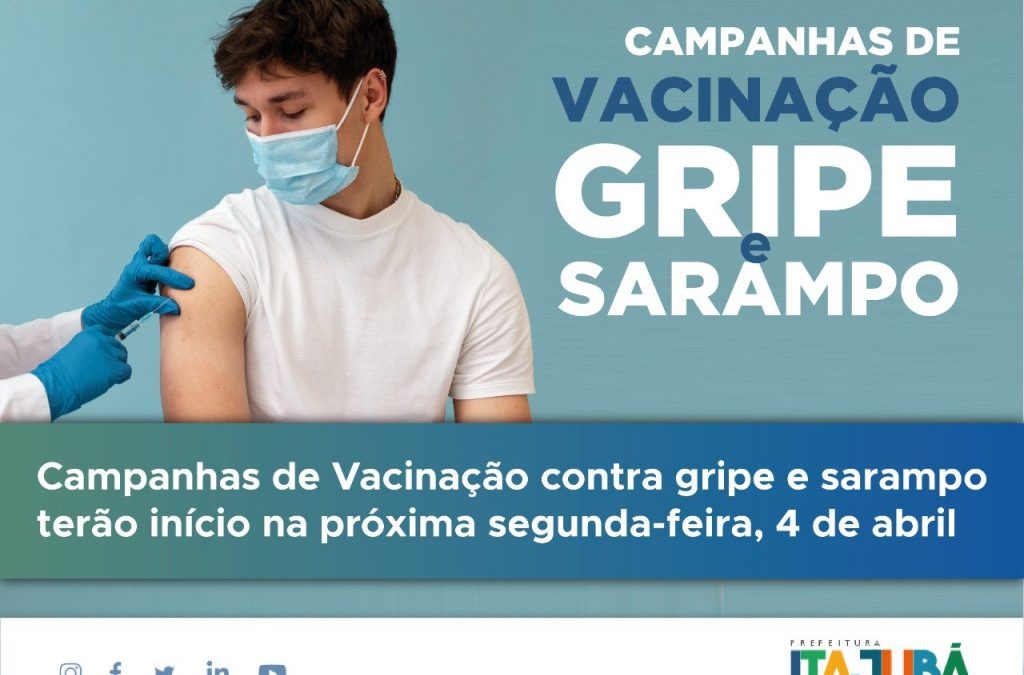 CAMPANHAS DE
VACINAÇÃO
GRIPE
e
SARAMPO
Campanhas de Vacinação contra gripe e sarampo
terão início na próxima segunda-feira, 4 de abril
PREFEITURA
ITAJUBÁ